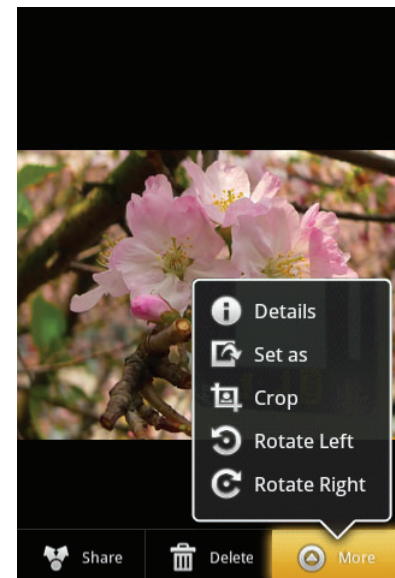 Details
Set as
Crop
Rotate Left
Rotate Right
Share Delete More